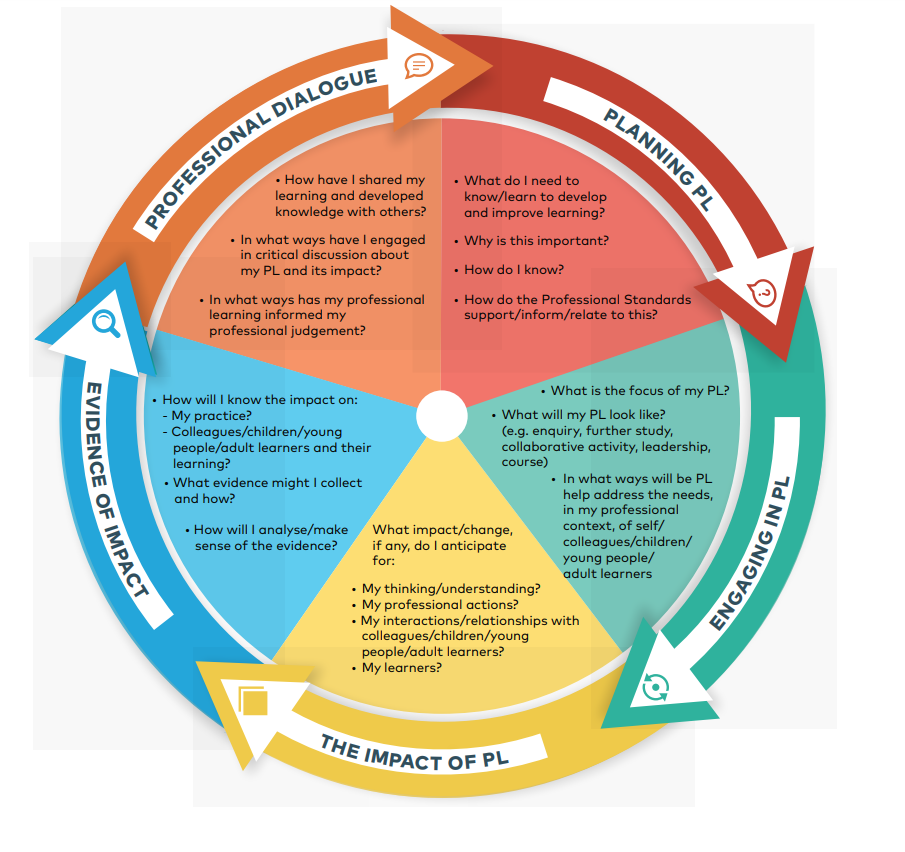 PROFESSIONAL DIALOGUE
• How have I shared my
learning and developed
knowledge with others?
• In what ways have I engaged
in critical discussion about
my PL and its impact?
• In what ways has my professional
learning informed my
professional judgement?
PLANNING PL
• What do I need to
know/learn to develop
and improve learning?
• Why is this important?
• How do I know?
• How do the Professional Standards
support/inform/relate to this?
ENGAGING IN PL
• What is the focus of my PL?
• What will my PL look like?
(e.g. enquiry, further study,
collaborative activity, leadership,
course)
• In what ways will be PL
help address the needs,
in my professional
context, of self/
colleagues/children/
young people/
adult learners
THE IMPACT OF PL
What impact/change,
if any, do I anticipate
for:
• My thinking/understanding?
• My professional actions?
• My interactions/relationships with
colleagues/children/young
people/adult learners?
• My learners?
EVIDENCE OF IMPACT
• How will I know the impact on:
- My practice?
- Colleagues/children/young
people/adult learners and their
learning?
• What evidence might I collect
and how?
• How will I analyse/make
sense of the evidence?